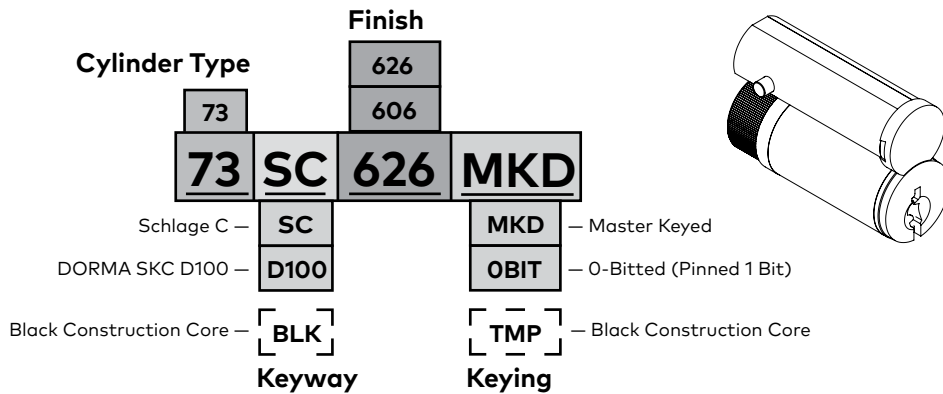 Finish
626
Cylinder Type
73
606
73 SC 626 MKD
Schlage C — SC
MKD — Master Keyed
DORMA SKC D100 — D100
0BIT — 0-Bitted (Pinned 1 Bit)
Black Construction Core — BLK
TMP — Black Construction Core
Keyway
Keying